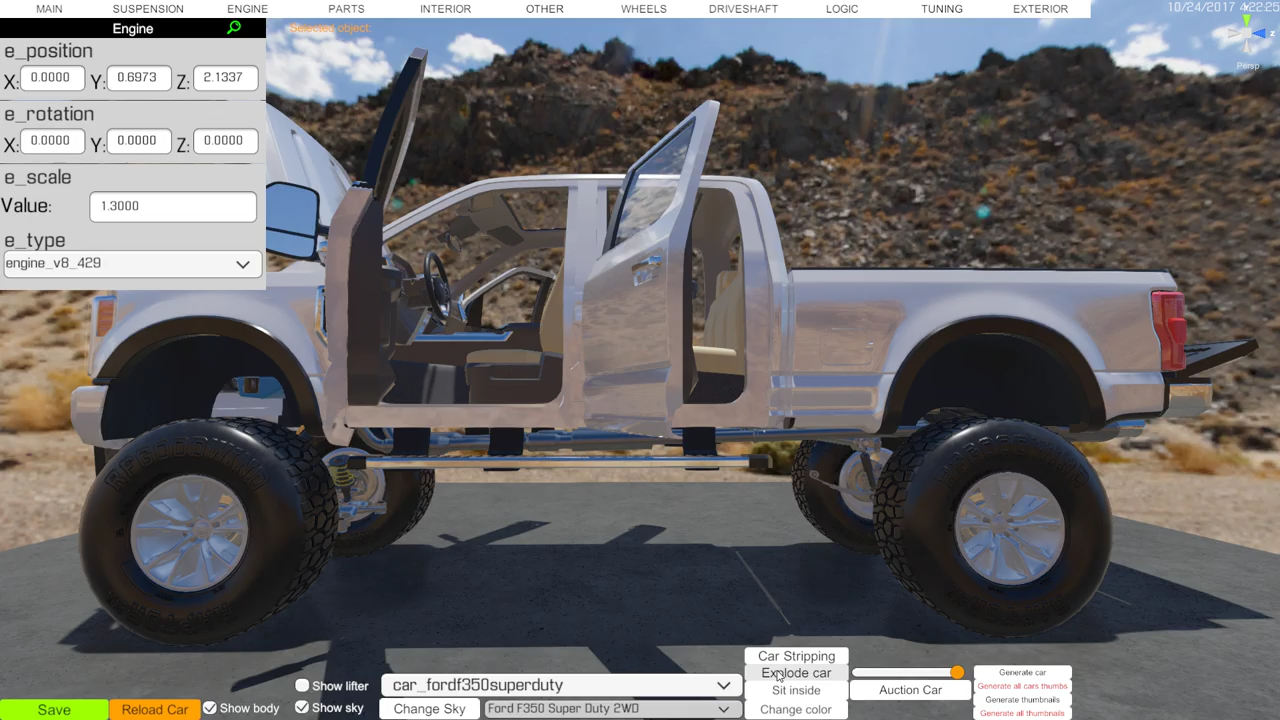 MAIN SUSPENSION ENGINE PARTS INTERIOR OTHER WHEELS DRIVESHAFT LOGIC TUNING EXTERIOR
10/24/2017 4:22:25
Engine
Selected object:
e_position
X: 0.0000 Y: 0.6973 Z: 2.1337
z
Persp
e_rotation
X: 0.0000 Y: 0.0000 Z: 0.0000
e_scale
Value: 1.3000
e_type
engine_v8_429
Car Stripping
Explode car
Generate car
Show lifter
car_fordf350superduty
Sit inside
Auction Car
Generate all cars thumbs
Generate thumbnails
Save
Reload Car
Show body
Show sky
Change Sky
Ford F350 Super Duty 2WD
Change color
Generate all thumbnails